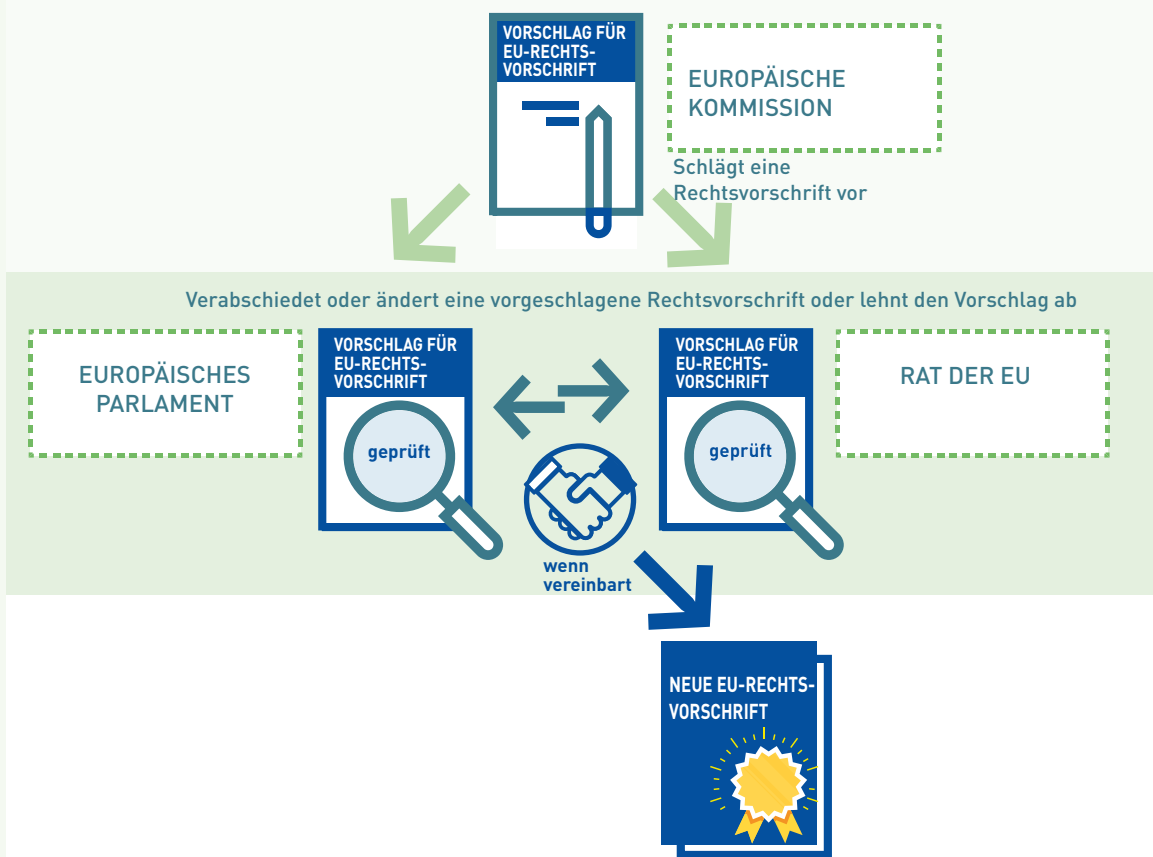 VORSCHLAG FÜR
EU-RECHTS-
VORSCHRIFT
EUROPÄISCHE
KOMMISSION
Schlägt eine
Rechtsvorschrift vor
Verabschiedet oder ändert eine vorgeschlagene Rechtsvorschrift oder lehnt den Vorschlag ab
EUROPÄISCHES
PARLAMENT
VORSCHLAG FÜR
EU-RECHTS-
VORSCHRIFT
geprüft
VORSCHLAG FÜR
EU-RECHTS-
VORSCHRIFT
geprüft
RAT DER EU
wenn
vereinbart
NEUE EU-RECHTS-
VORSCHRIFT